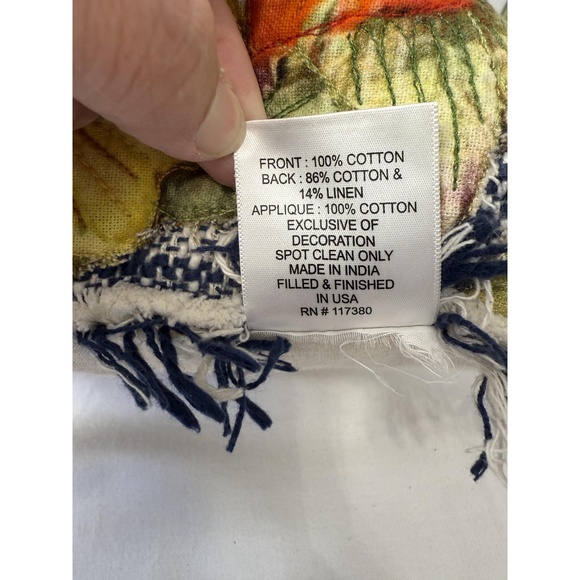 FRONT : 100% COTTON
BACK : 86% COTTON &
14% LINEN
APPLIQUE : 100% COTTON
EXCLUSIVE OF
DECORATION
SPOT CLEAN ONLY
MADE IN INDIA
FILLED & FINISHED
IN USA
RN # 117380